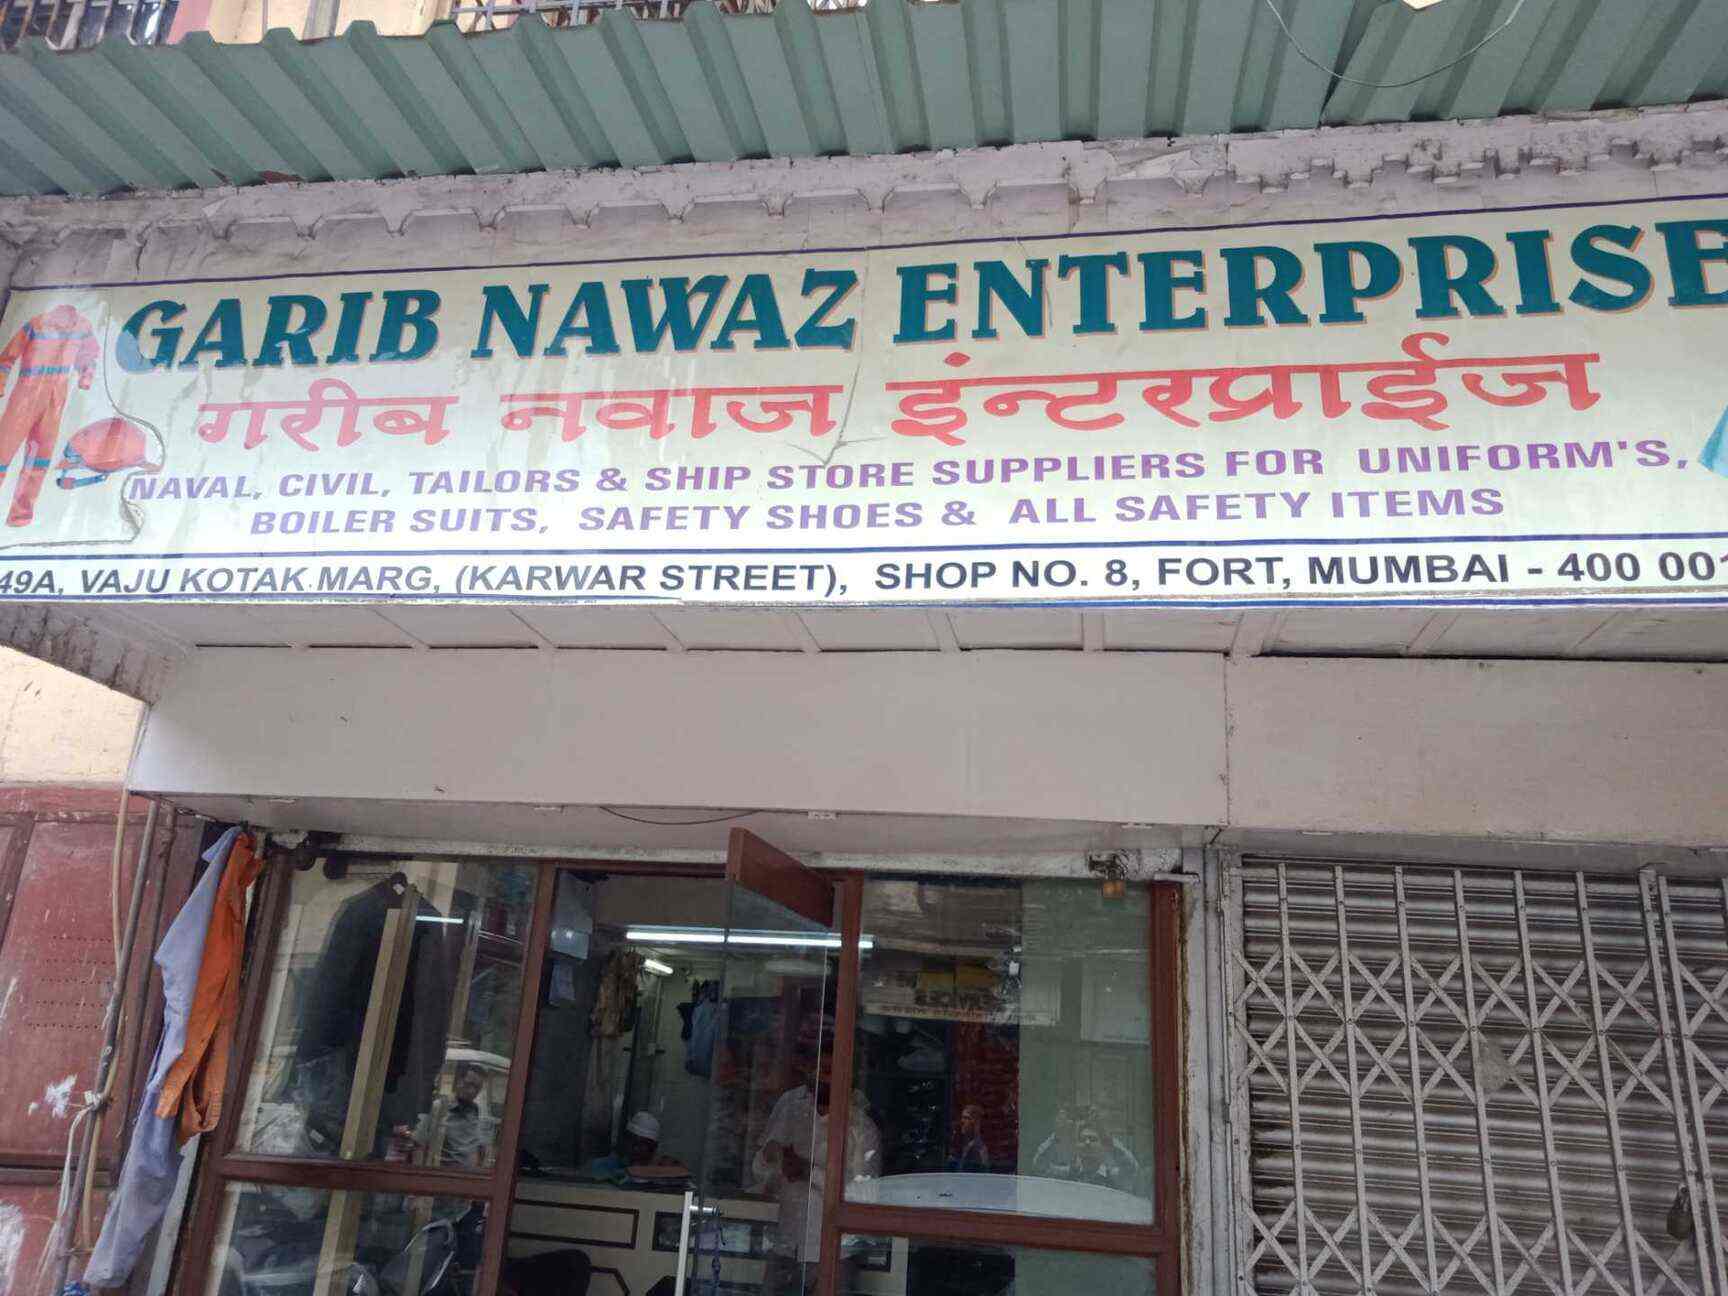 GARIB NAWAZ ENTERPRISE
गरीब नवाज इंन्टरप्राईज
NAVAL, CIVIL, TAILORS & SHIP STORE SUPPLIERS FOR UNIFORM'S,
BOILER SUITS, SAFETY SHOES & ALL SAFETY ITEMS
49A, VAJU KOTAK MARG, (KARWAR STREET), SHOP NO. 8, FORT, MUMBAI - 400 001